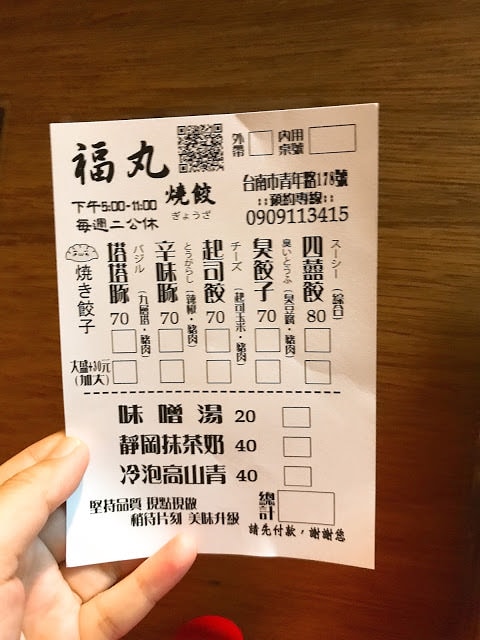 福丸
燒餃
ぎょうざ
外帶
內用桌號
下午5:00-11:00
每週二公休
台南市青年路178號
::預約專線::
0909113415
焼き餃子
スーシー
四囍餃(綜合) 80
臭いとうふ
臭餃子(臭豆腐·豬肉) 70
チーズ
起司餃(起司玉米·豬肉) 70
とうがらし
辛味豚(辣椒·豬肉) 70
バジル
塔塔豚(九層塔·豬肉) 70
大盛+30元
(加大)
味噌湯 20
靜岡抹茶奶 40
冷泡高山青 40
堅持品質 現點現做
稍待片刻 美味升級
總計
請先付款，謝謝您